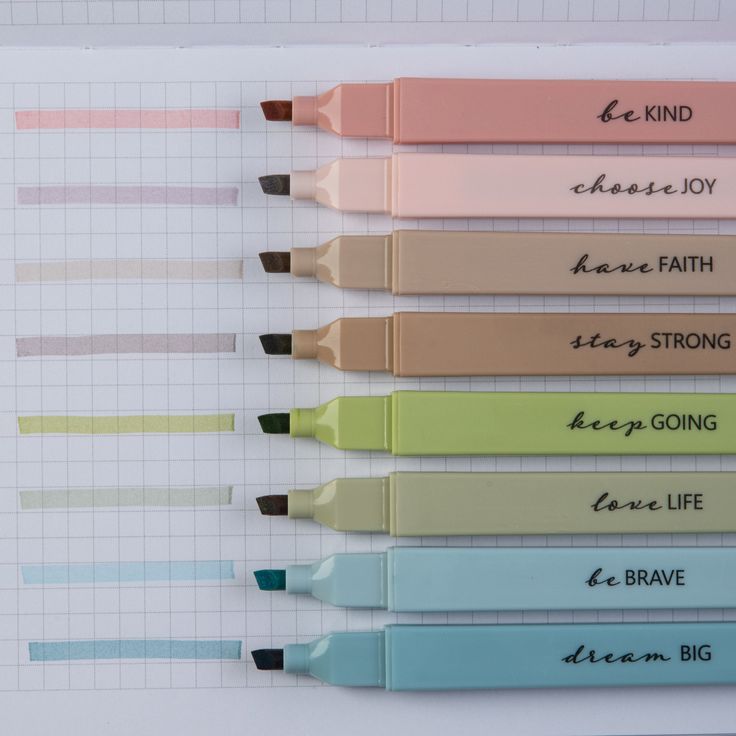 be KIND
choose JOY
have FAITH
stay STRONG
keep GOING
love LIFE
be BRAVE
dream BIG